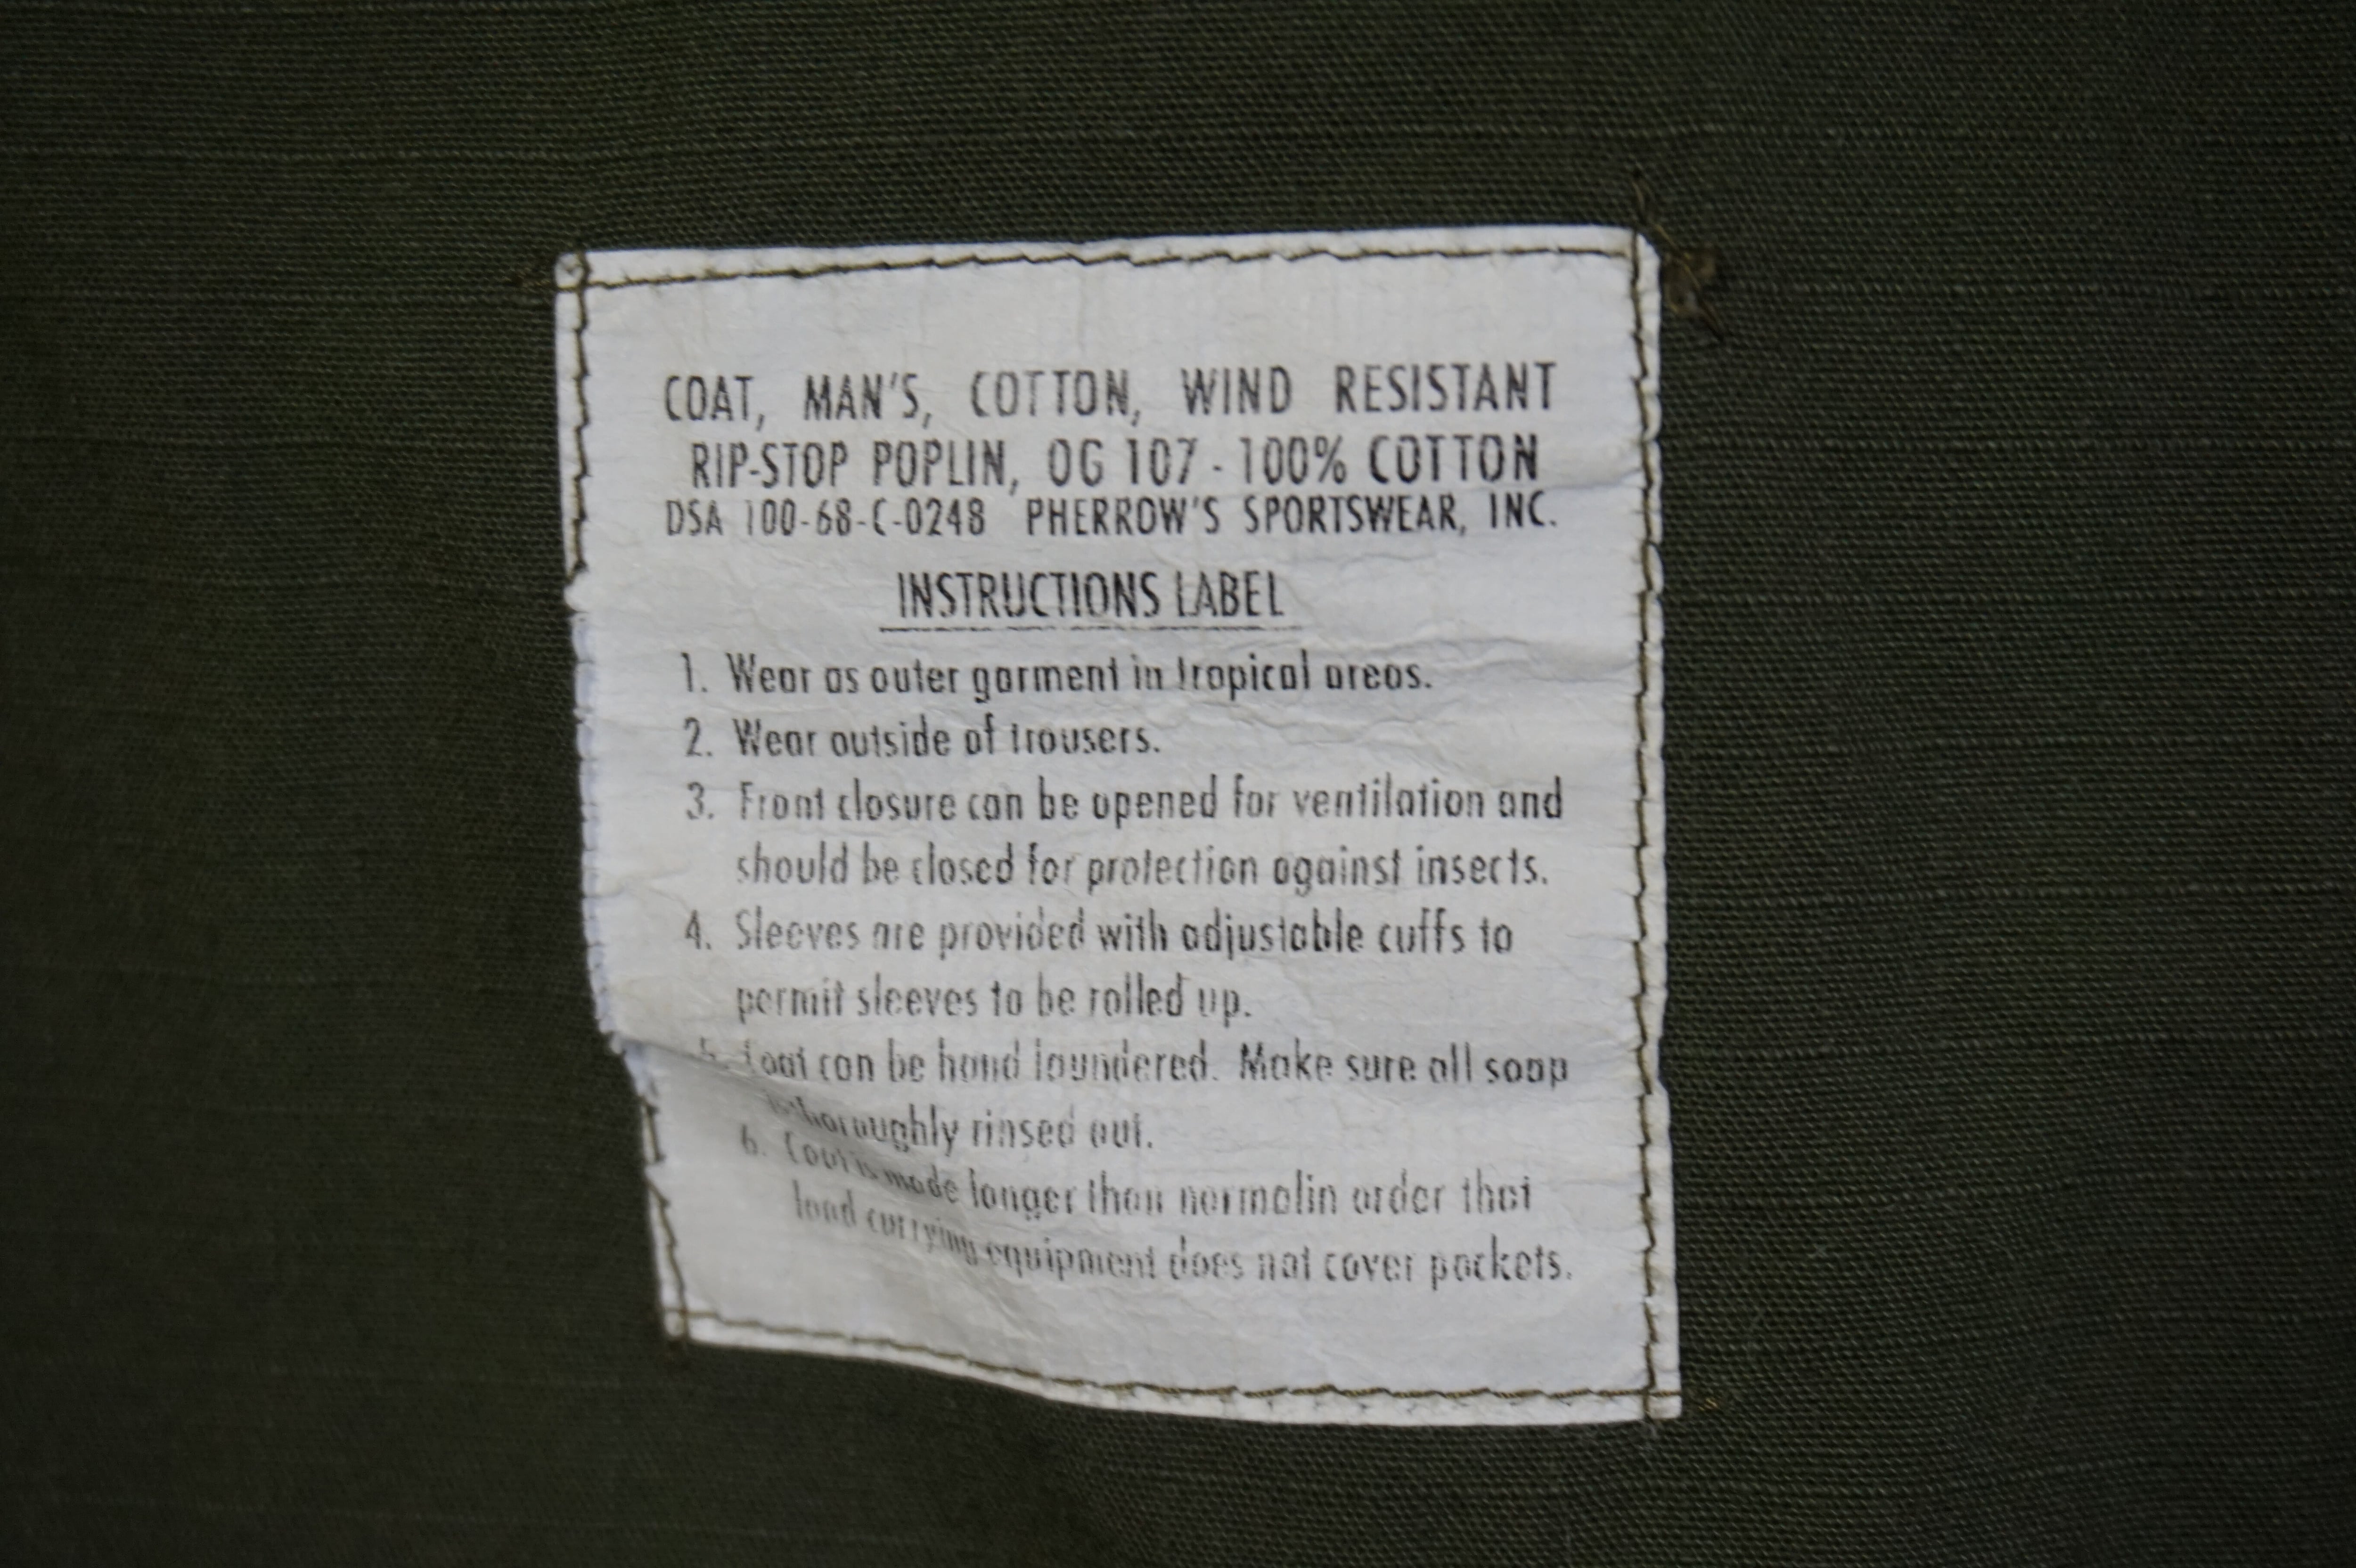 COAT, MAN'S, COTTON, WIND RESISTANT
RIP-STOP POPLIN, OG 107 - 100% COTTON
DSA 100-68-C-0248 PHERROW'S SPORTSWEAR, INC.
INSTRUCTIONS LABEL
1. Wear as outer garment in tropical areas.
2. Wear outside of trousers.
3. Front closure can be opened for ventilation and
should be closed for protection against insects.
4. Sleeves are provided with adjustable cuffs to
permit sleeves to be rolled up.
5. Coat can be hand laundered. Make sure all soap
is thoroughly rinsed out.
6. Coat is made longer than normalin order that
load carrying equipment does not cover pockets.